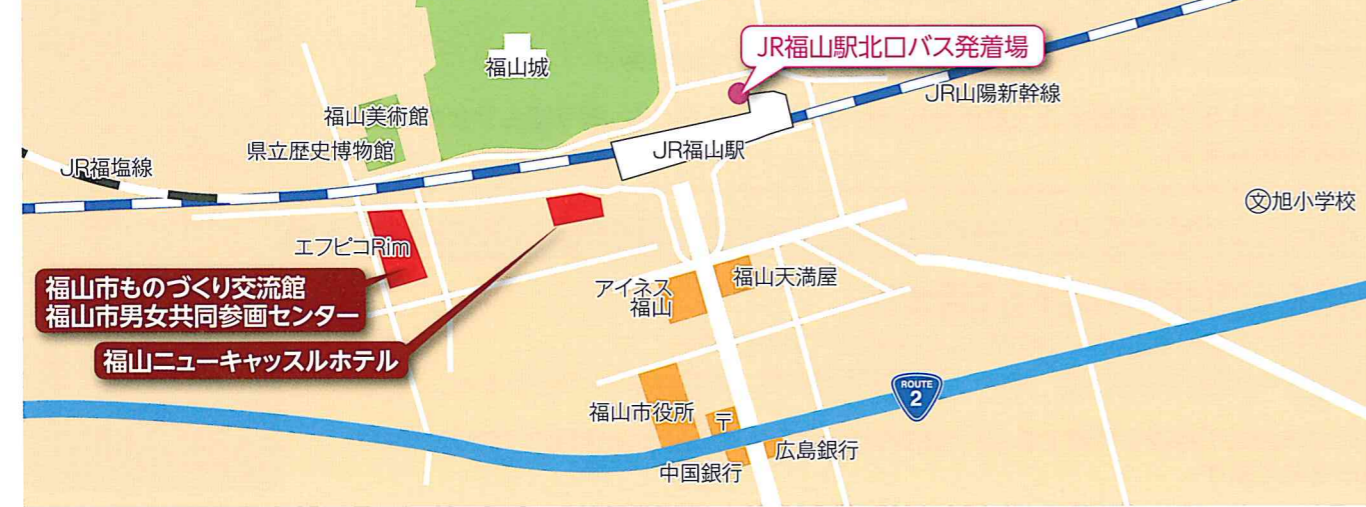 福山城
JR福山駅北口バス発着場
JR山陽新幹線
福山美術館
県立歴史博物館
JR福塩線
JR福山駅
文旭小学校
エフピコRim
福山市ものづくり交流館
福山市男女共同参画センター
福山ニューキャッスルホテル
アイネス
福山
福山天満屋
ROUTE
2
福山市役所
〒
広島銀行
中国銀行